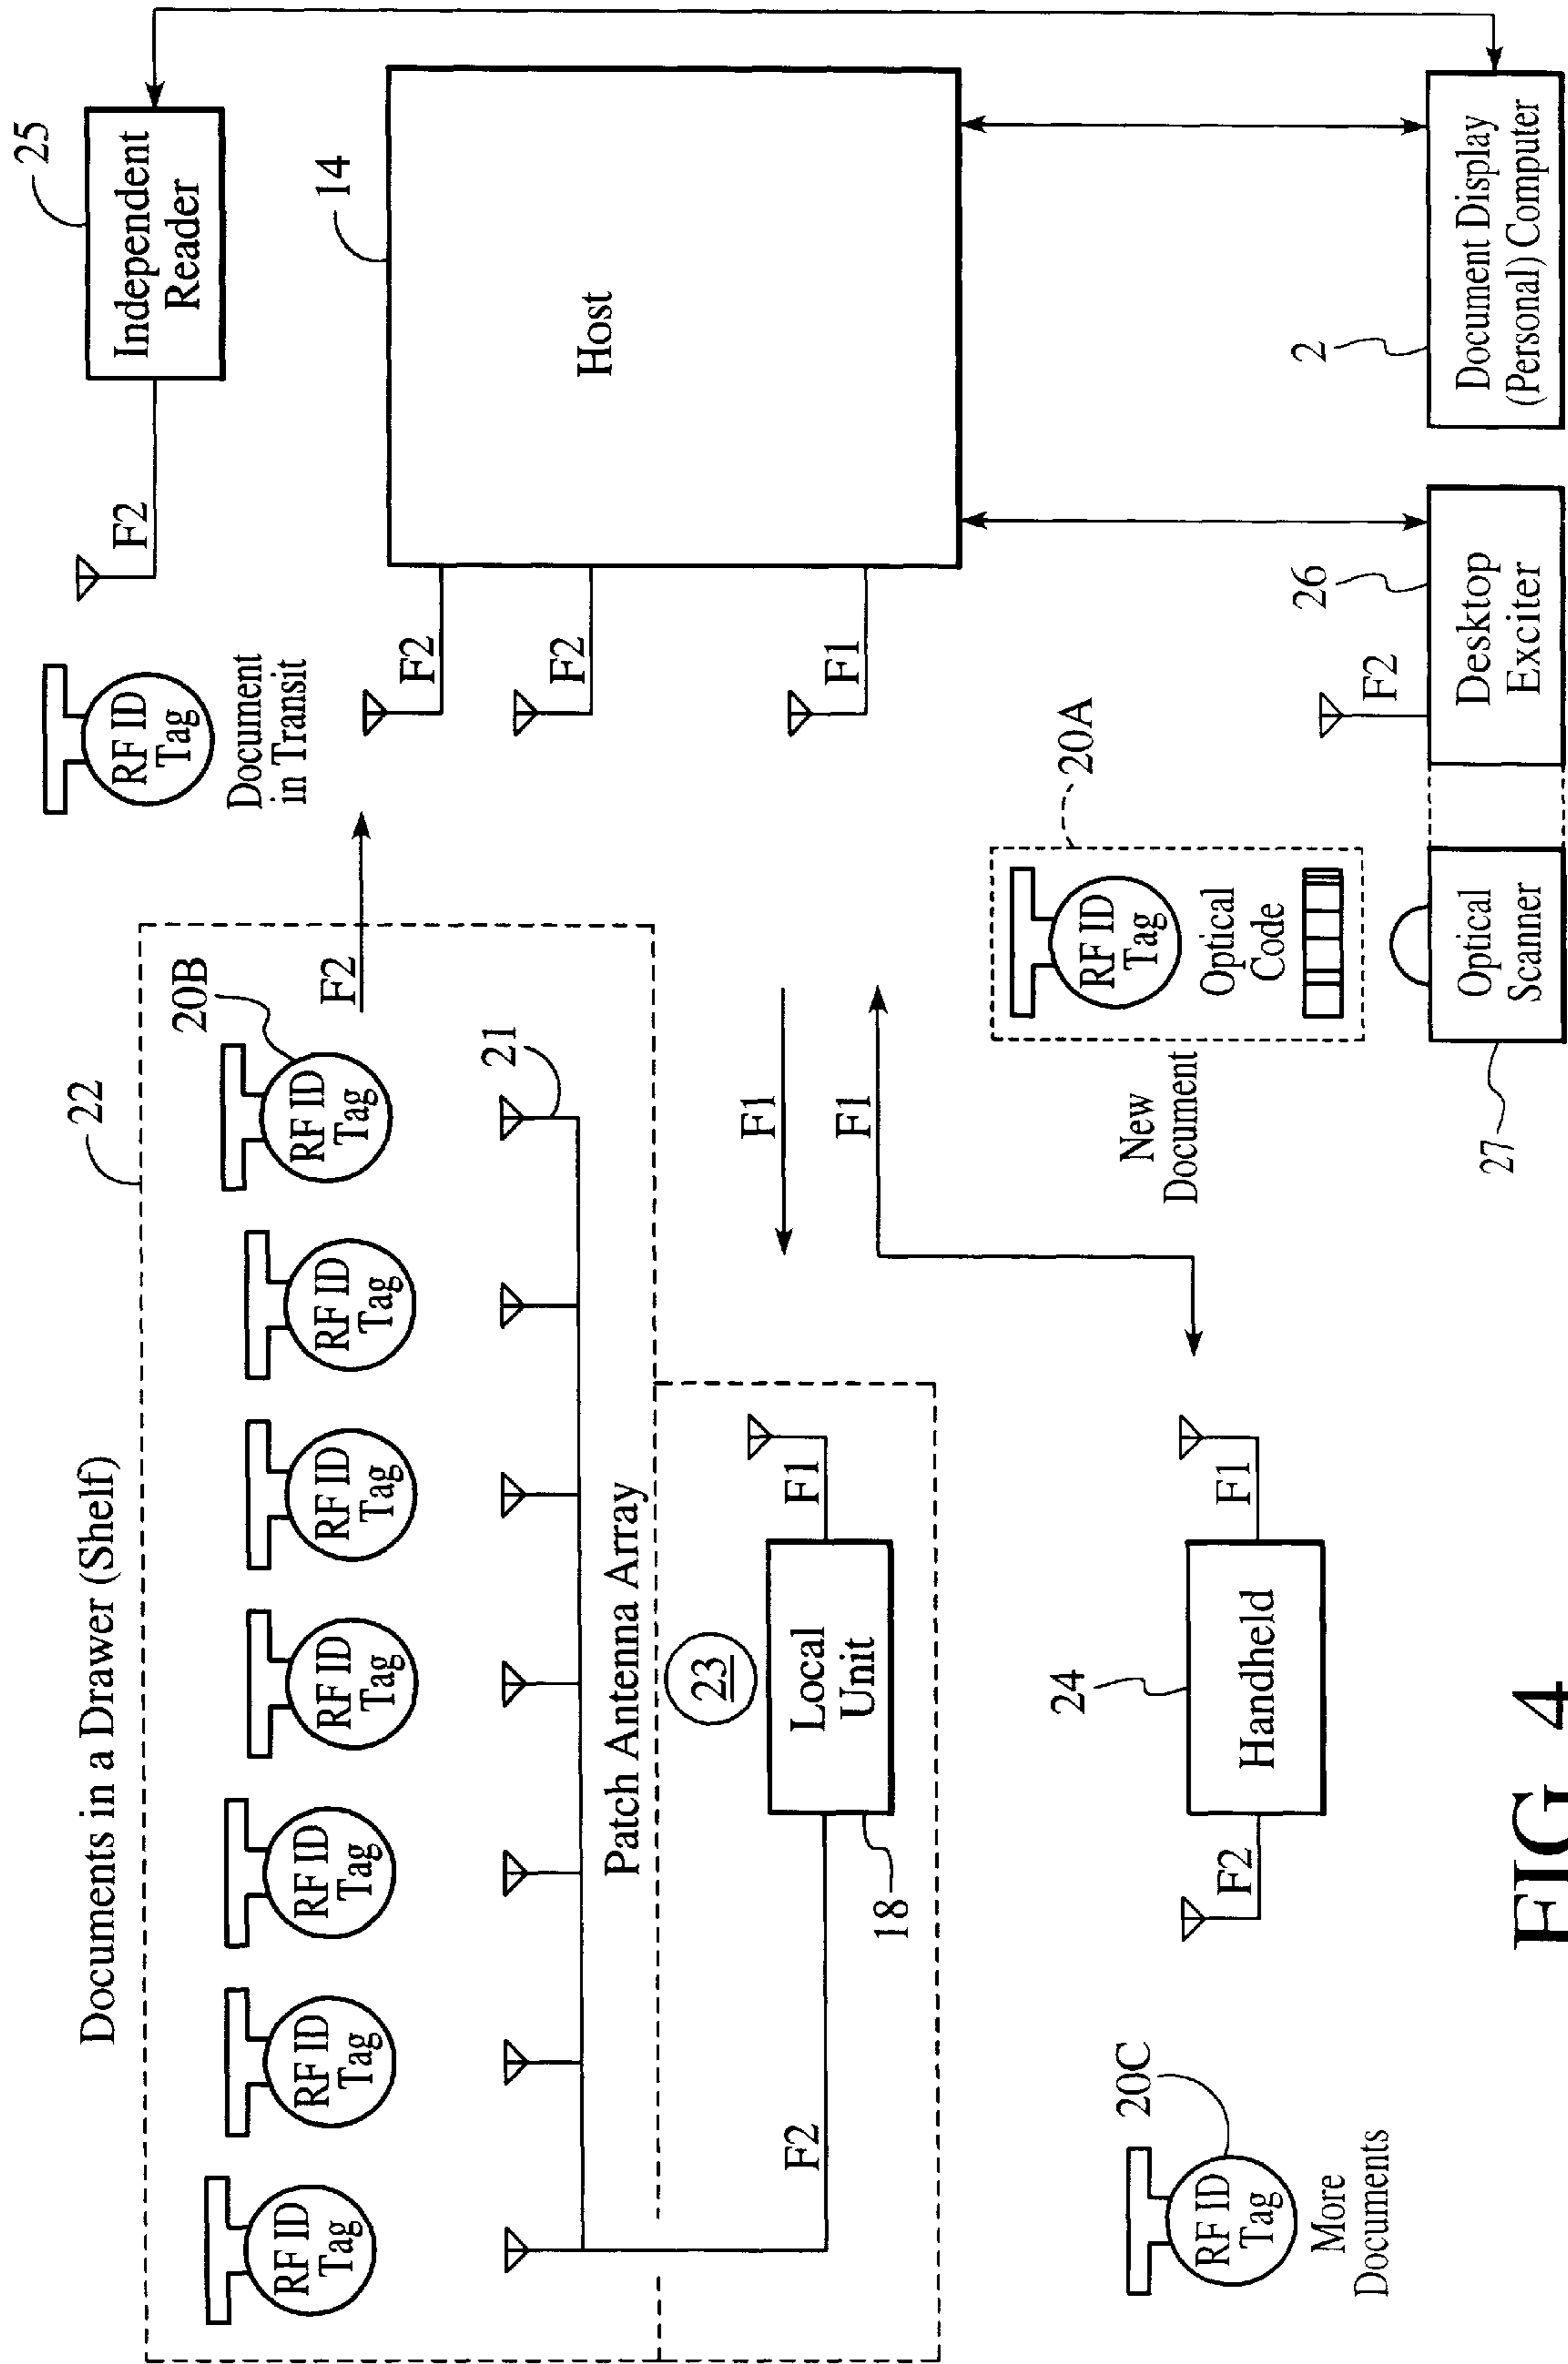 Documents in a Drawer (Shelf)
22
RF ID
Tag
RF ID
Tag
RF ID
Tag
RF ID
Tag
RF ID
Tag
RF ID
Tag
RF ID
Tag
20B
F2
21
Patch Antenna Array
23
Local
Unit
18
F2
F1
RF ID
Tag
Document
in Transit
F2
Independent
Reader
25
F2
F2
F1
Host
14
F1
F1
RF ID
Tag
20C
More
Documents
F2
Handheld
24
F1
New
Document
RF ID
Tag
Optical
Code
20A
Optical
Scanner
27
F2
Desktop
Exciter
26
Document Display
(Personal) Computer
2
FIG. 4